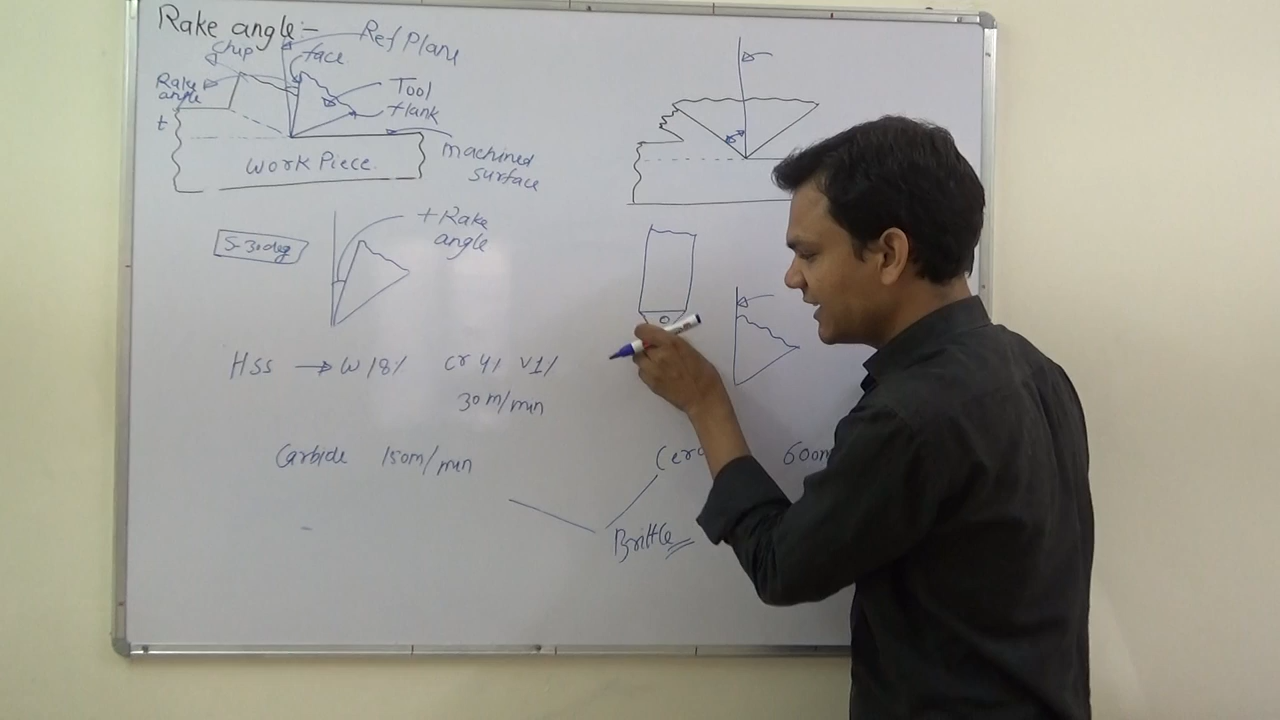 Rake angle:-
chip
face
Ref Plane
Rake
angle
Tool
flank
t
Work Piece
machined
surface
5-30deg
+ Rake
angle
HSS → W 18% Cr 4% V1%
30 m/min
Carbide 150m/min
600m
Brittle